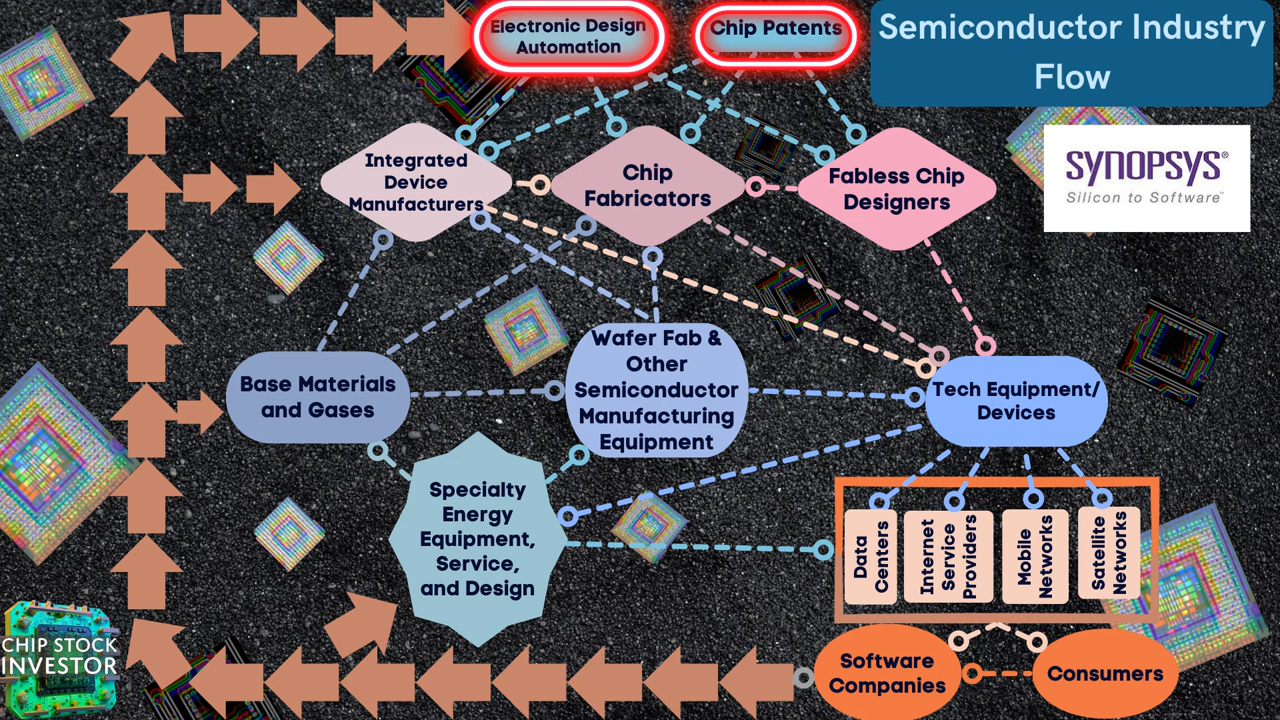 Electronic Design
Automation
Chip Patents
Semiconductor Industry
Flow
SYNOPSYS®
Silicon to Software™
Integrated
Device
Manufacturers
Chip
Fabricators
Fabless Chip
Designers
Base Materials
and Gases
Wafer Fab &
Other
Semiconductor
Manufacturing
Equipment
Tech Equipment/
Devices
Specialty
Energy
Equipment,
Service,
and Design
Data
Centers
Internet
Service
Providers
Mobile
Networks
Satellite
Networks
Software
Companies
Consumers
CHIP STOCK
INVESTOR